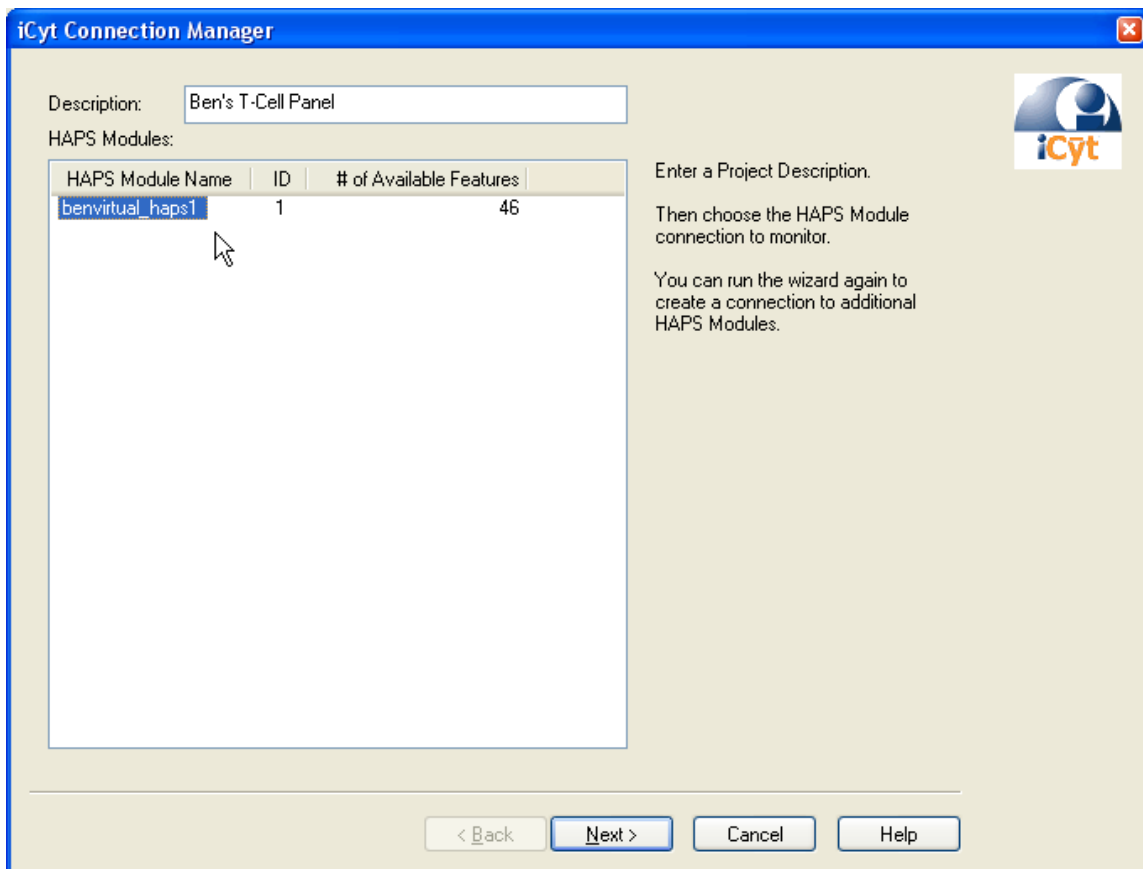 iCyt Connection Manager
Description: Ben's T-Cell Panel
HAPS Modules:
HAPS Module Name ID # of Available Features
benvirtual_haps1 1 46
iCyt
Enter a Project Description.
Then choose the HAPS Module
connection to monitor.
You can run the wizard again to
create a connection to additional
HAPS Modules.
< Back Next > Cancel Help